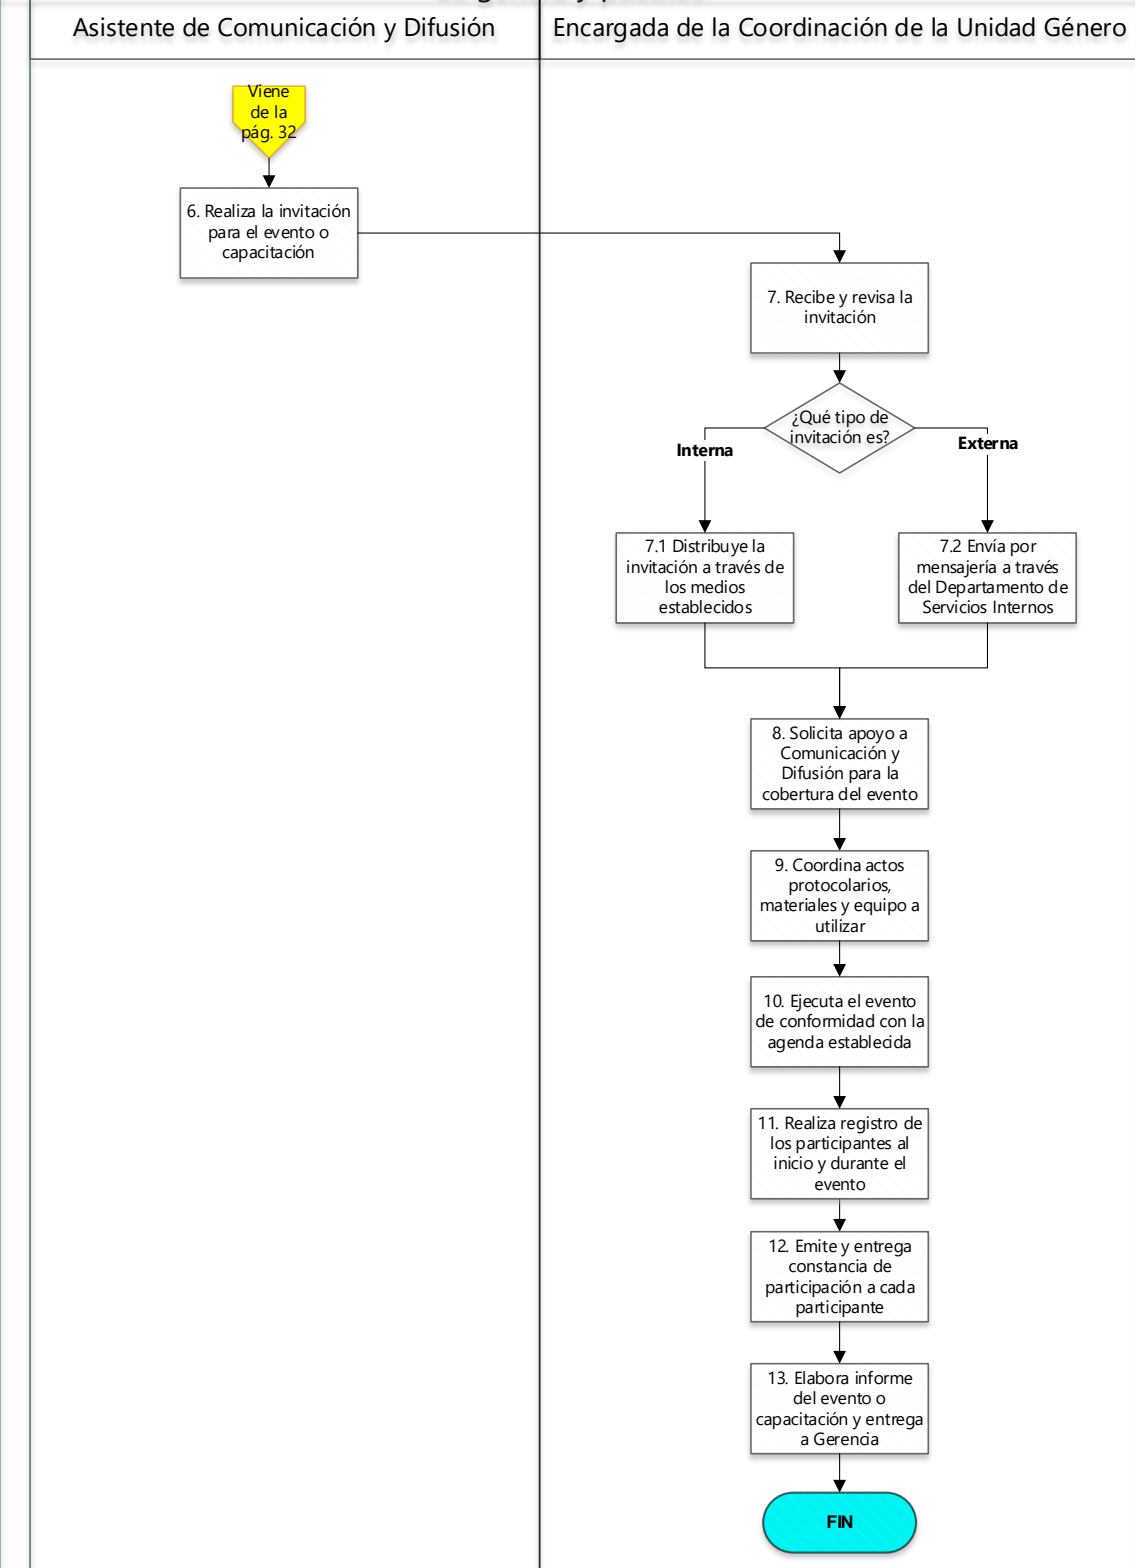 Asistente de Comunicación y Difusión
Encargada de la Coordinación de la Unidad Género
Viene
de la
pág. 32
6. Realiza la invitación
para el evento o
capacitación
7. Recibe y revisa la
invitación
¿Qué tipo de
invitación es?
Interna
Externa
7.1 Distribuye la
invitación a través de
los medios
establecidos
7.2 Envía por
mensajería a través
del Departamento de
Servicios Internos
8. Solicita apoyo a
Comunicación y
Difusión para la
cobertura del evento
9. Coordina actos
protocolarios,
materiales y equipo a
utilizar
10. Ejecuta el evento
de conformidad con la
agenda establecida
11. Realiza registro de
los participantes al
inicio y durante el
evento
12. Emite y entrega
constancia de
participación a cada
participante
13. Elabora informe
del evento o
capacitación y entrega
a Gerencia
FIN